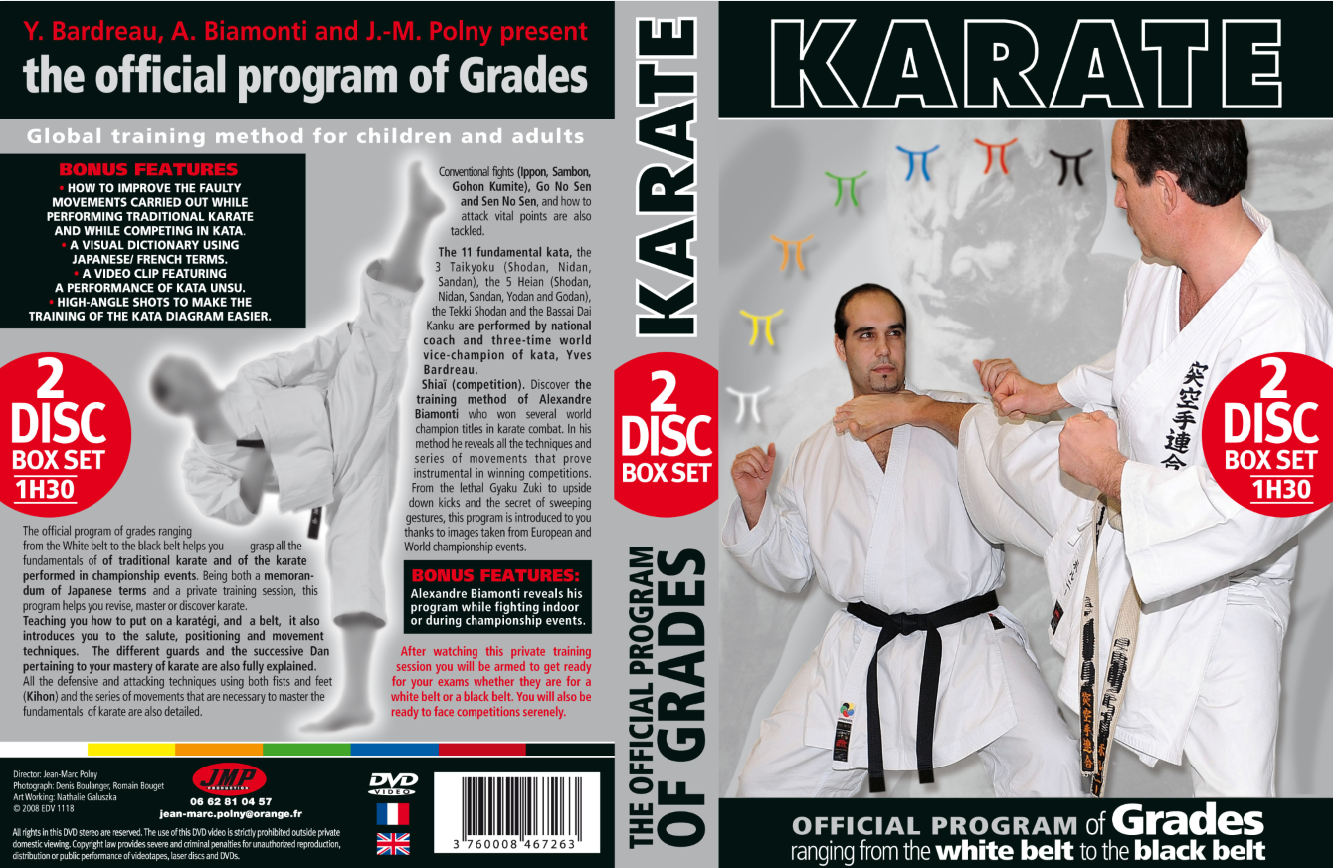 Y. Bardreau, A. Biamonti and J.-M. Polny present
the official program of Grades
Global training method for children and adults
BONUS FEATURES
• HOW TO IMPROVE THE FAULTY
MOVEMENTS CARRIED OUT WHILE
PERFORMING TRADITIONAL KARATE
AND WHILE COMPETING IN KATA.
• A VISUAL DICTIONARY USING
JAPANESE/ FRENCH TERMS.
• A VIDEO CLIP FEATURING
A PERFORMANCE OF KATA UNSU.
• HIGH-ANGLE SHOTS TO MAKE THE
TRAINING OF THE KATA DIAGRAM EASIER.
2
DISC
BOX SET
1H30
The official program of grades ranging
from the White belt to the black belt helps you grasp all the
fundamentals of of traditional karate and of the karate
performed in championship events. Being both a memoran-
dum of Japanese terms and a private training session, this
program helps you revise, master or discover karate.
Teaching you how to put on a karatégi, and a belt, it also
introduces you to the salute, positioning and movement
techniques. The different guards and the successive Dan
pertaining to your mastery of karate are also fully explained.
All the defensive and attacking techniques using both fists and feet
(Kihon) and the series of movements that are necessary to master the
fundamentals of karate are also detailed.
Conventional fights (Ippon, Sambon,
Gohon Kumite), Go No Sen
and Sen No Sen, and how to
attack vital points are also
tackled.
The 11 fundamental kata, the
3 Taikyoku (Shodan, Nidan,
Sandan), the 5 Heian (Shodan,
Nidan, Sandan, Yodan and Godan),
the Tekki Shodan and the Bassai Dai
Kanku are performed by national
coach and three-time world
vice-champion of kata, Yves
Bardreau.
Shiaï (competition). Discover the
training method of Alexandre
Biamonti who won several world
champion titles in karate combat. In his
method he reveals all the techniques and
series of movements that prove
instrumental in winning competitions.
From the lethal Gyaku Zuki to upside
down kicks and the secret of sweeping
gestures, this program is introduced to you
thanks to images taken from European and
World championship events.
BONUS FEATURES:
Alexandre Biamonti reveals his
program while fighting indoor
or during championship events.
After watching this private training
session you will be armed to get ready
for your exams whether they are for a
white belt or a black belt. You will also be
ready to face competitions serenely.
Director: Jean-Marc Polny
Photograph: Denis Boulanger, Romain Bouget
Art Working: Nathalie Galuszka
© 2008 EDV 1118
JMP
PRODUCTION
06 62 81 04 57
jean-marc.polny@orange.fr
All rights in this DVD stereo are reserved. The use of this DVD video is strictly prohibited outside private
domestic viewing. Copyright law provides severe and criminal penalties for unauthorized reproduction,
distribution or public performance of videotapes, laser discs and DVDs.
DVD
VIDEO
3 760008 467263
KARATE
2
DISC
BOX SET
THE OFFICIAL PROGRAM
OF GRADES
KARATE
突空手連合
2
DISC
BOX SET
1H30
突空手連合
OFFICIAL PROGRAM of Grades
ranging from the white belt to the black belt